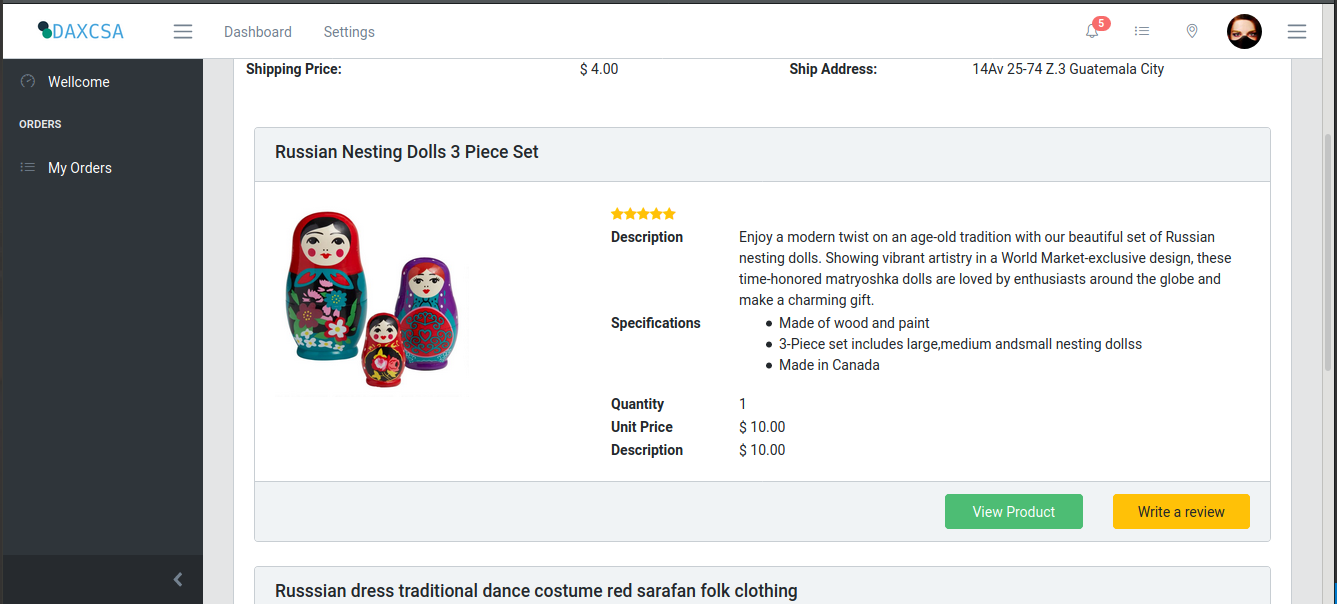 DAXCSA
Dashboard
Settings
5
Wellcome
ORDERS
My Orders
Shipping Price:
$ 4.00
Ship Address:
14Av 25-74 Z.3 Guatemala City
Russian Nesting Dolls 3 Piece Set
Description
Enjoy a modern twist on an age-old tradition with our beautiful set of Russian
nesting dolls. Showing vibrant artistry in a World Market-exclusive design, these
time-honored matryoshka dolls are loved by enthusiasts around the globe and
make a charming gift.
Specifications
Made of wood and paint
3-Piece set includes large,medium andsmall nesting dollss
Made in Canada
Quantity
1
Unit Price
$ 10.00
Description
$ 10.00
View Product
Write a review
Russsian dress traditional dance costume red sarafan folk clothing